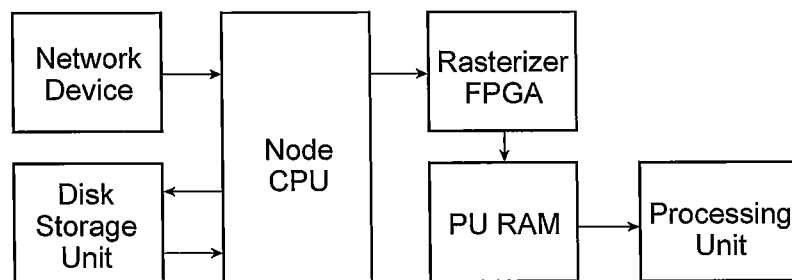 Network
Device
Disk
Storage
Unit
Node
CPU
Rasterizer
FPGA
PU RAM
Processing
Unit